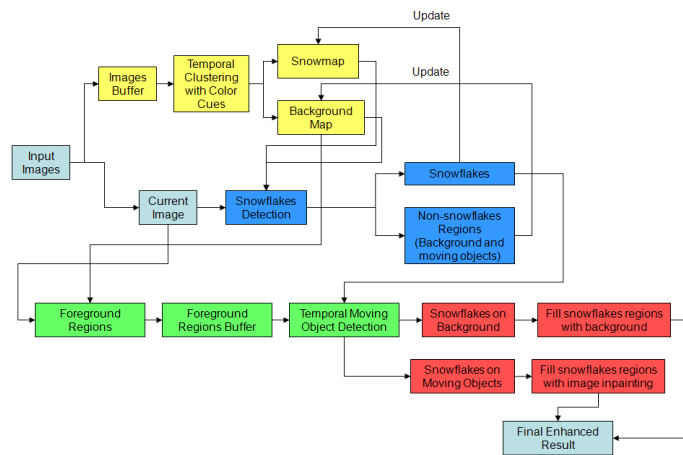 Update
Images
Buffer
Temporal
Clustering
with Color
Cues
Snowmap
Update
Background
Map
Input
Images
Current
Image
Snowflakes
Detection
Snowflakes
Non-snowflakes
Regions
(Background and
moving objects)
Foreground
Regions
Foreground
Regions Buffer
Temporal Moving
Object Detection
Snowflakes on
Background
Fill snowflakes regions
with background
Snowflakes on
Moving Objects
Fill snowflakes regions
with image inpainting
Final Enhanced
Result